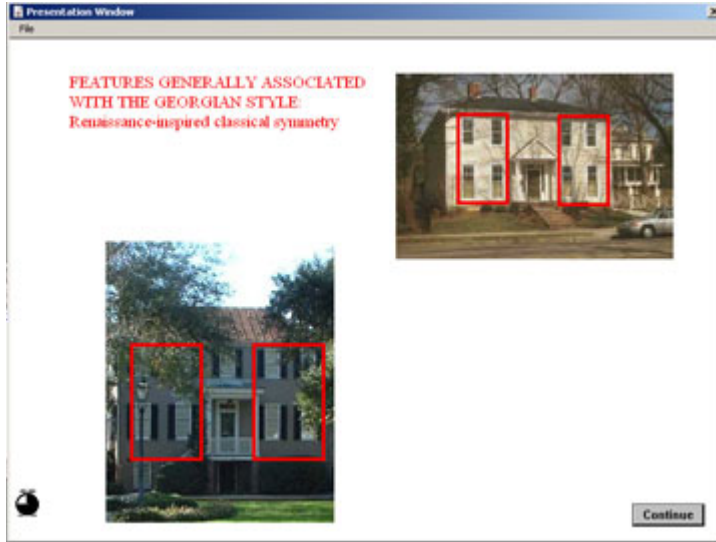 Presentation Window
File
FEATURES GENERALLY ASSOCIATED
WITH THE GEORGIAN STYLE:
Renaissance-inspired classical symmetry
Continue